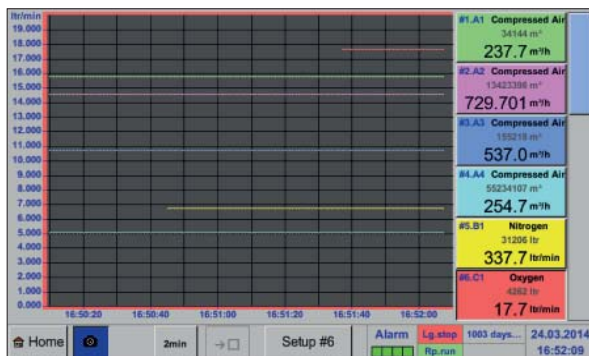 ltr/min
19.000
18.000
17.000
16.000
15.000
14.000
13.000
12.000
11.000
10.000
9.000
8.000
7.000
6.000
5.000
4.000
3.000
2.000
1.000
0.000
16:50:20
16:50:40
16:51:00
16:51:20
16:51:40
16:52:00
#1.A1 Compressed Air
34144 m³
237.7 m³/h
#2.A2 Compressed Air
13423398 m³
729.701 m³/h
#3.A3 Compressed Air
155218 m³
537.0 m³/h
#4.A4 Compressed Air
55234107 m³
254.7 m³/h
#5.B1 Nitrogen
31206 ltr
337.7 ltr/min
#6.C1 Oxygen
4262 ltr
17.7 ltr/min
Home
2min
Setup #6
Alarm
Lg.stop
Rp.run
1003 days...
24.03.2014
16:52:09